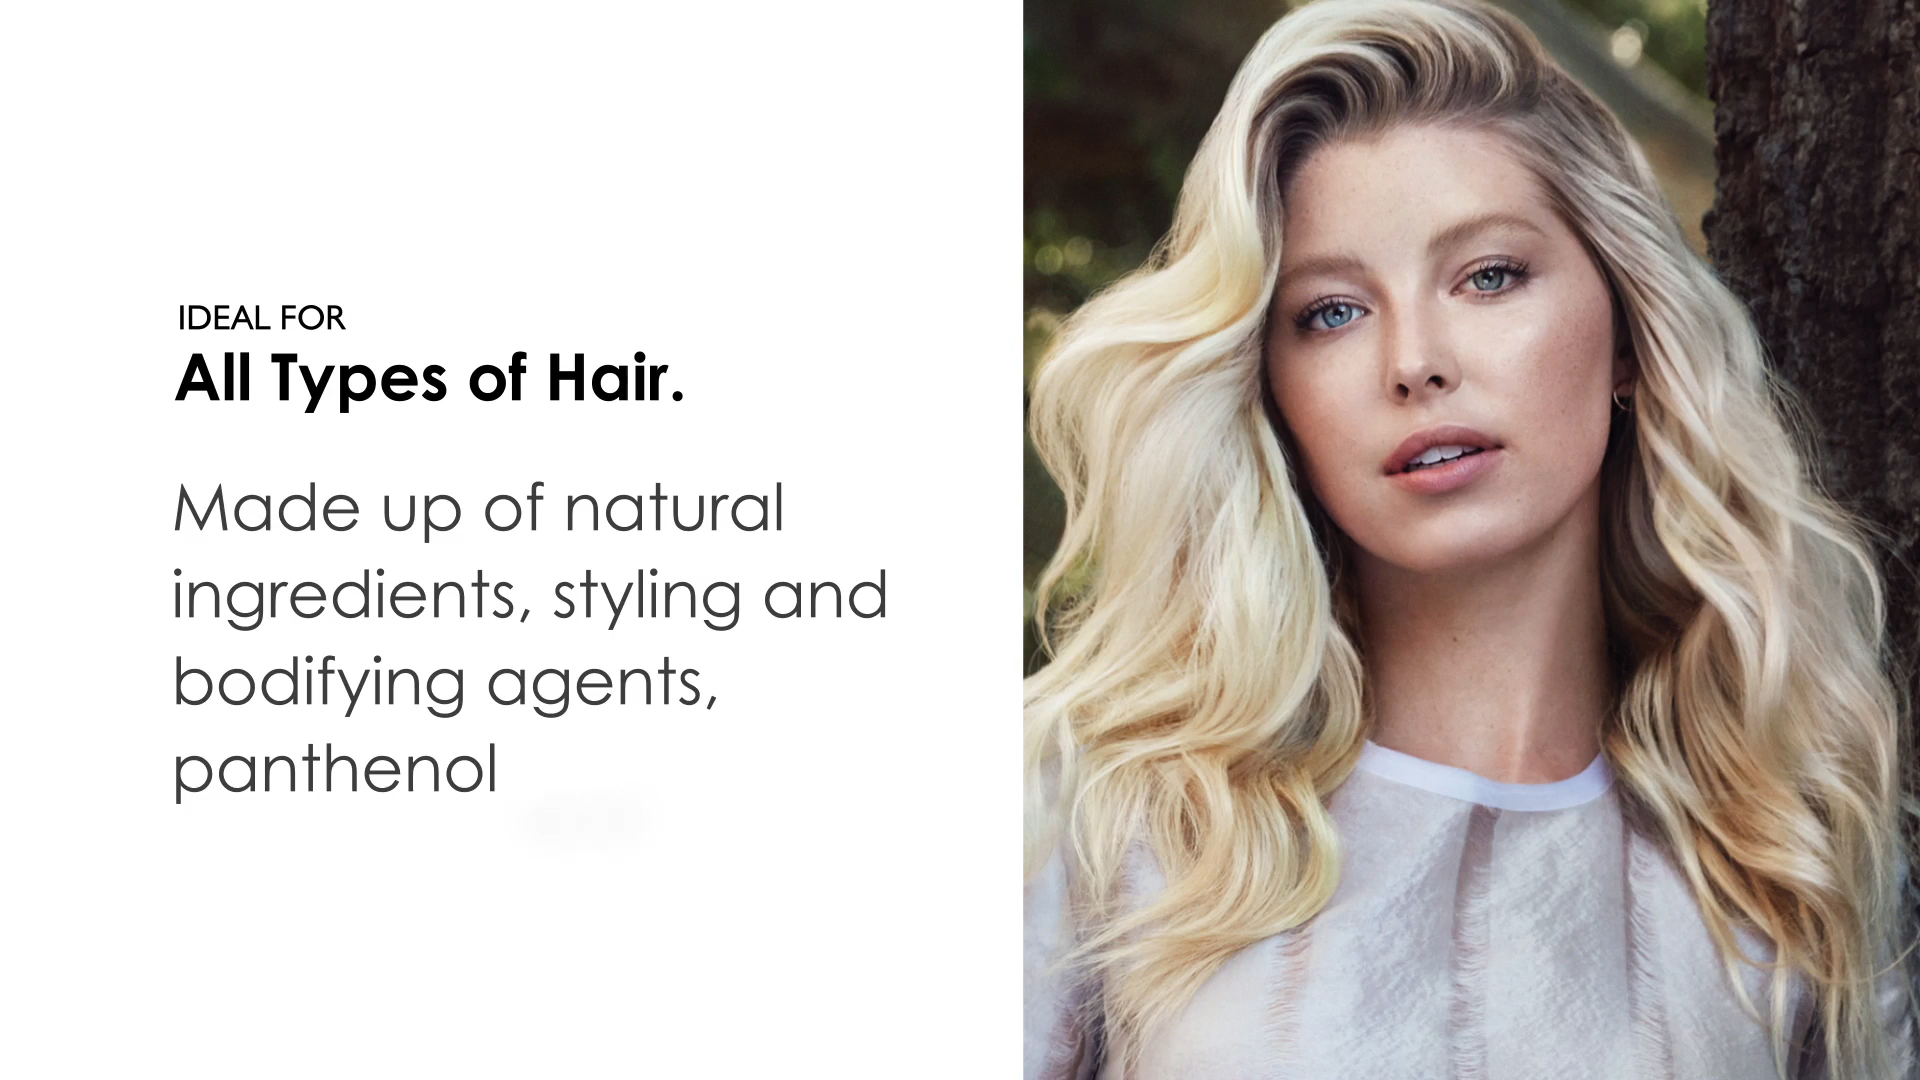 IDEAL FOR
All Types of Hair.
Made up of natural
ingredients, styling and
bodifying agents,
panthenol